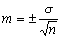 m = ± σ / √n